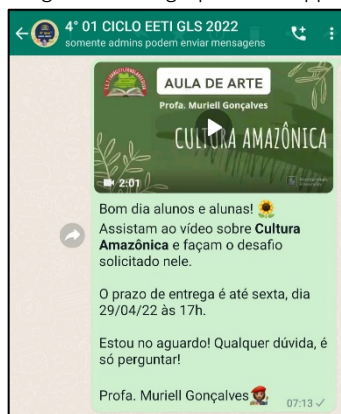 4° 01 CICLO EETI GLS 2022
somente admins podem enviar mensagens
AULA DE ARTE
Profa. Muriell Gonçalves
CULTURA AMAZÔNICA
2:01
Bom dia alunos e alunas! 🌻
Assistam ao vídeo sobre Cultura
Amazônica e façam o desafio
solicitado nele.
O prazo de entrega é até sexta, dia
29/04/22 às 17h.
Estou no aguardo! Qualquer dúvida, é
só perguntar!
Profa. Muriell Gonçalves
07:13